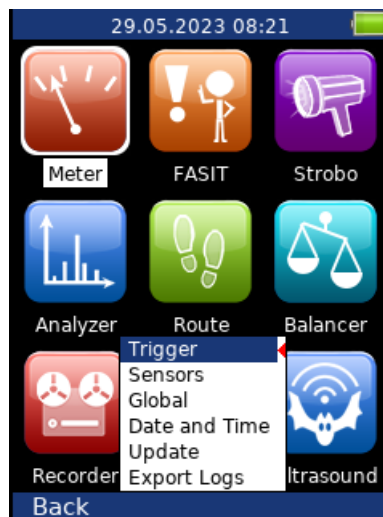 29.05.2023 08:21
Meter FASIT Strobo
Analyzer Route Balancer
Trigger
Sensors
Global
Date and Time
Update
Export Logs
Recorder ltrasound
Back